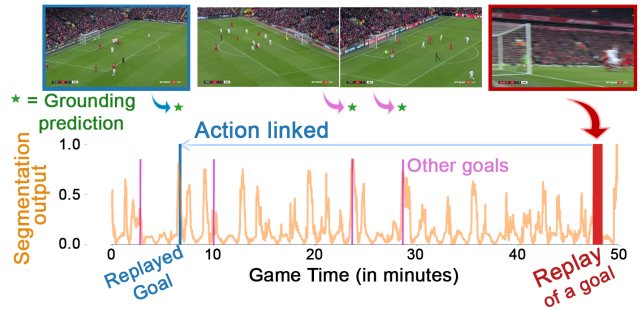 ★ = Grounding
prediction
Action linked
Segmentation
output
1.0
0.5
0.0
Other goals
0
10
20
30
40
50
Replayed
Goal
Game Time (in minutes)
Replay
of a goal